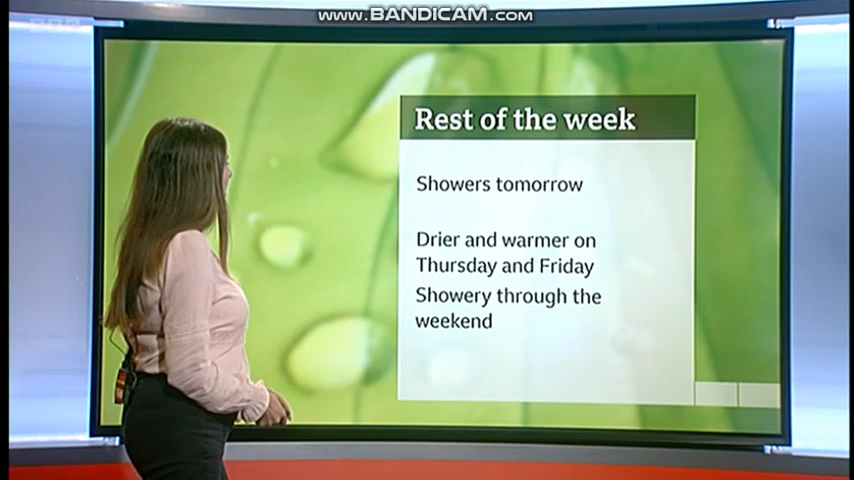 www.BANDICAM.com
Rest of the week
Showers tomorrow
Drier and warmer on
Thursday and Friday
Showery through the
weekend